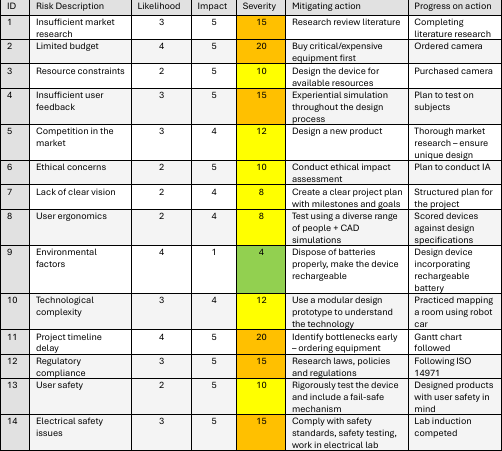 ID Risk Description Likelihood Impact Severity Mitigating action Progress on action
1 Insufficient market research 3 5 15 Research review literature Completing literature research
2 Limited budget 4 5 20 Buy critical/expensive equipment first Ordered camera
3 Resource constraints 2 5 10 Design the device for available resources Purchased camera
4 Insufficient user feedback 3 5 15 Experiential simulation throughout the design process Plan to test on subjects
5 Competition in the market 3 4 12 Design a new product Thorough market research – ensure unique design
6 Ethical concerns 2 5 10 Conduct ethical impact assessment Plan to conduct IA
7 Lack of clear vision 2 4 8 Create a clear project plan with milestones and goals Structured plan for the project
8 User ergonomics 2 4 8 Test using a diverse range of people + CAD simulations Scored devices against design specifications
9 Environmental factors 4 1 4 Dispose of batteries properly, make the device rechargeable Design device incorporating rechargeable battery
10 Technological complexity 3 4 12 Use a modular design prototype to understand the technology Practiced mapping a room using robot car
11 Project timeline delay 4 5 20 Identify bottlenecks early – ordering equipment Gantt chart followed
12 Regulatory compliance 3 5 15 Research laws, policies and regulations Following ISO 14971
13 User safety 2 5 10 Rigorously test the device and include a fail-safe mechanism Designed products with user safety in mind
14 Electrical safety issues 3 5 15 Comply with safety standards, safety testing, work in electrical lab Lab induction competed